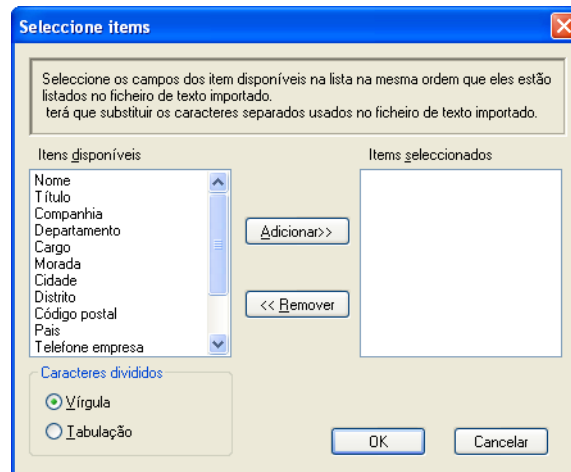 Seleccione items
Seleccione os campos dos item disponíveis na lista na mesma ordem que eles estão
listados no ficheiro de texto importado.
terá que substituir os caracteres separados usados no ficheiro de texto importado.
Itens disponíveis
Items seleccionados
Nome
Título
Companhia
Departamento
Cargo
Morada
Cidade
Distrito
Código postal
Pais
Telefone empresa
Adicionar>>
<< Remover
Caracteres divididos
Vírgula
Tabulação
OK
Cancelar